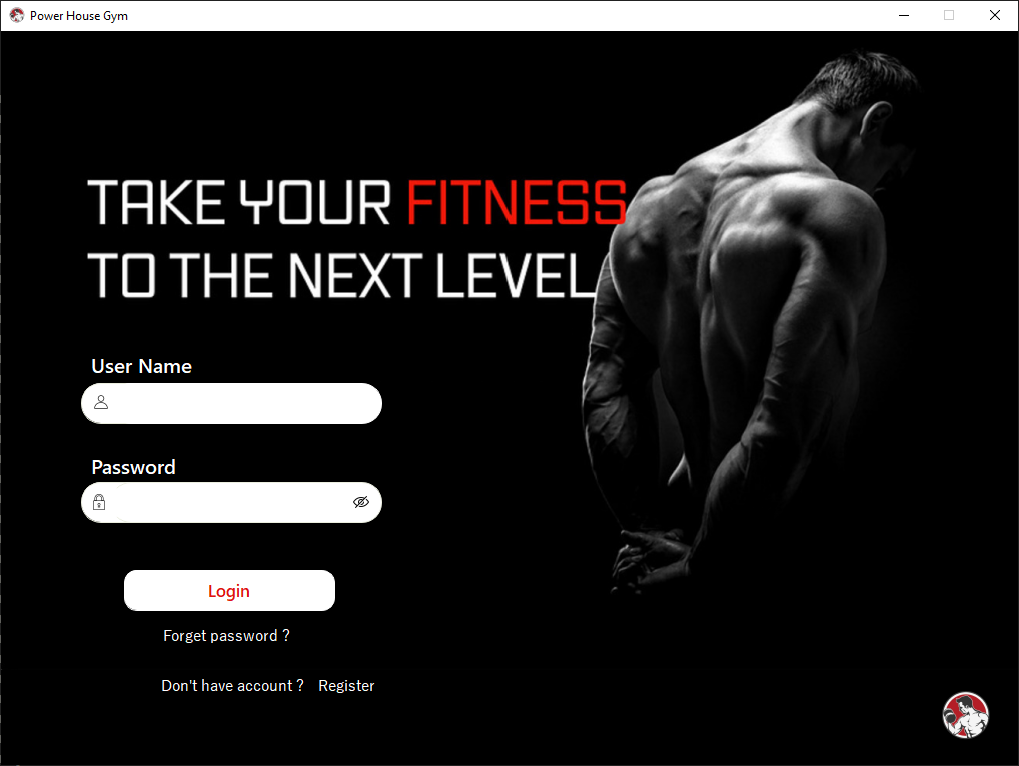 Power House Gym
TAKE YOUR FITNESS
TO THE NEXT LEVEL
User Name
Password
Login
Forget password ?
Don't have account ? Register